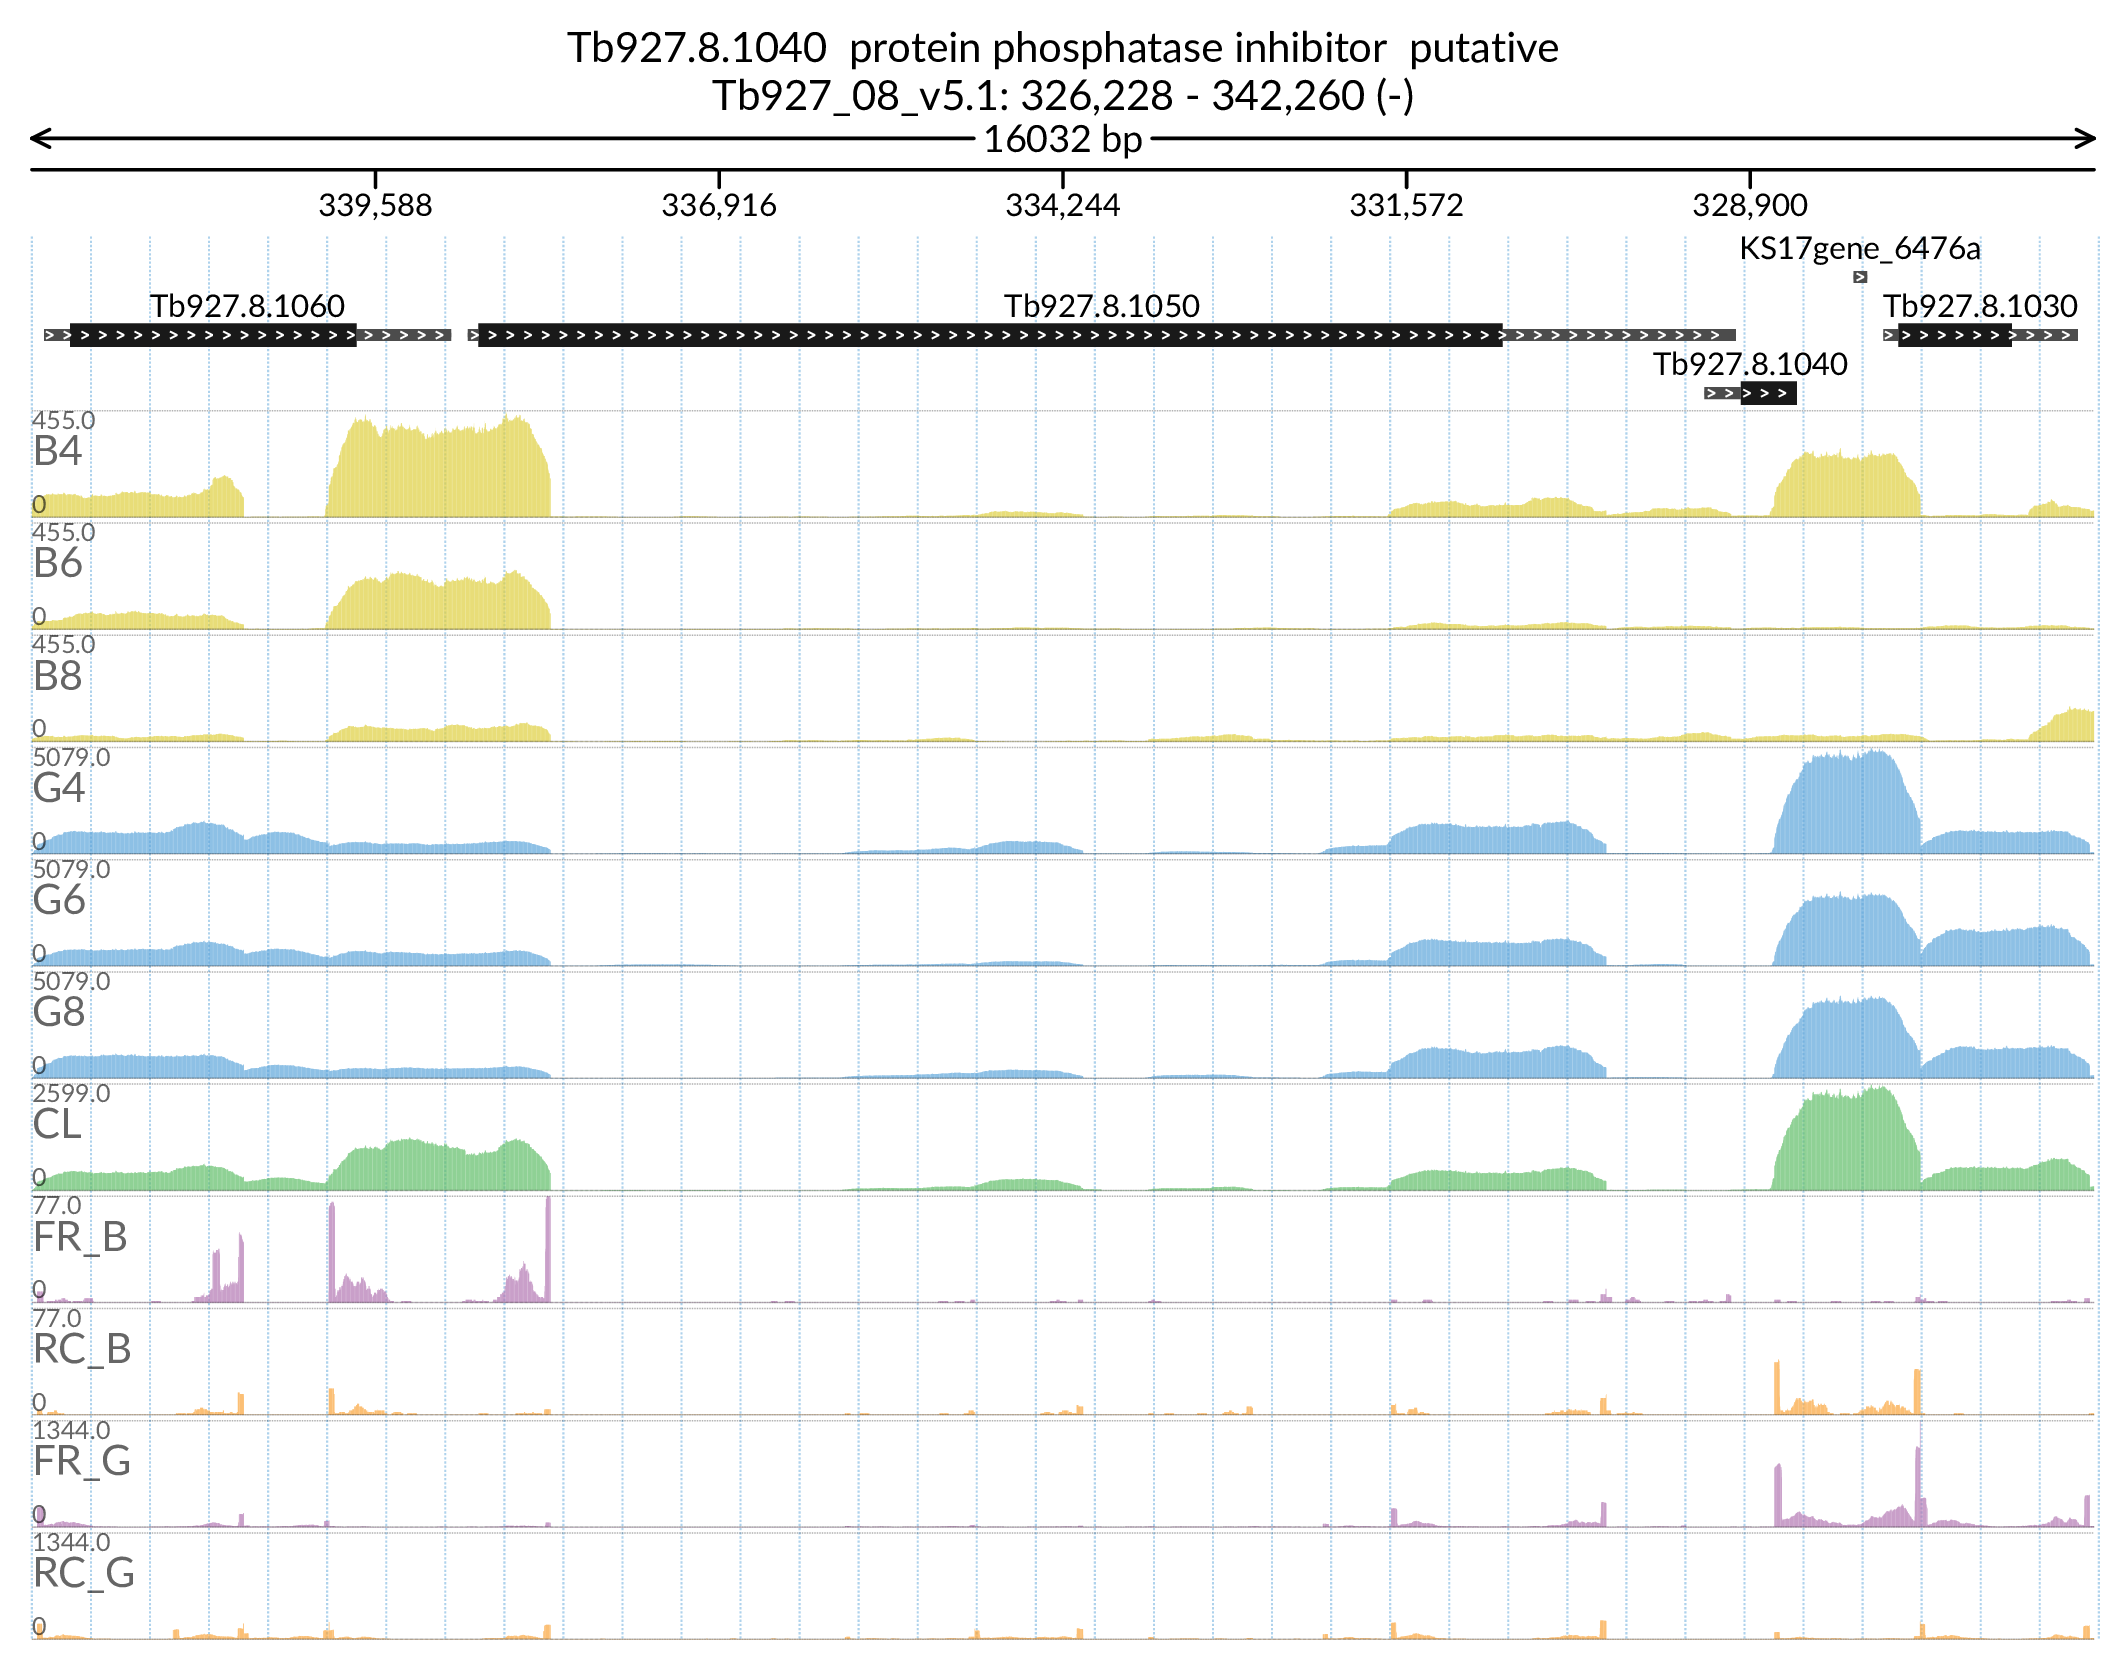 Tb927.8.1040  protein phosphatase inhibitor  putative
Tb927_08_v5.1: 326,228 - 342,260 (-)
16032 bp
339,588 336,916 334,244 331,572 328,900
KS17gene_6476a
Tb927.8.1060 Tb927.8.1050 Tb927.8.1030
Tb927.8.1040
455.0
B4
0
455.0
B6
0
455.0
B8
0
5079.0
G4
0
5079.0
G6
0
5079.0
G8
0
2599.0
CL
0
77.0
FR_B
0
77.0
RC_B
0
1344.0
FR_G
0
1344.0
RC_G
0